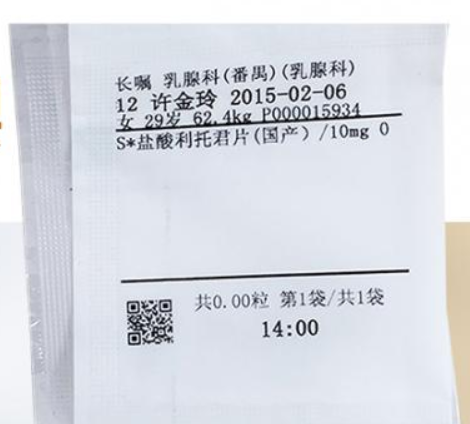 长嘱 乳腺科(番禺)(乳腺科)
12 许金玲 2015-02-06
女 29岁 62.4kg P000015934
S*盐酸利托君片(国产) /10mg 0
共0.00粒 第1袋/共1袋
14:00